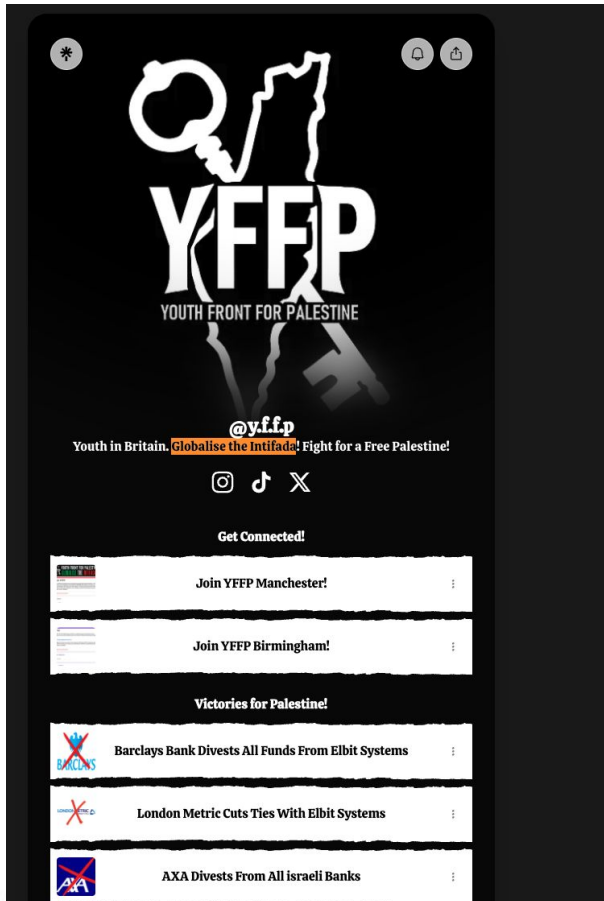 YFFP
YOUTH FRONT FOR PALESTINE
@y.f.f.p
Youth in Britain. Globalise the Intifada! Fight for a Free Palestine!
Get Connected!
Join YFFP Manchester!
Join YFFP Birmingham!
Victories for Palestine!
BARCLAYS
Barclays Bank Divests All Funds From Elbit Systems
London Metric Cuts Ties With Elbit Systems
AXA
AXA Divests From All israeli Banks